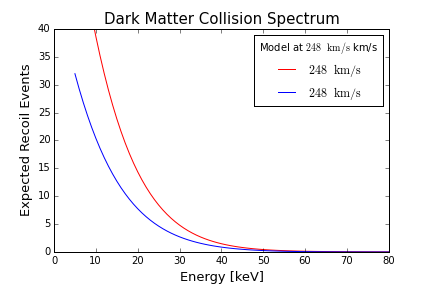 Dark Matter Collision Spectrum
Expected Recoil Events
40
35
30
25
20
15
10
5
0
Model at 248 km/s km/s
248 km/s
248 km/s
0 10 20 30 40 50 60 70 80
Energy [keV]